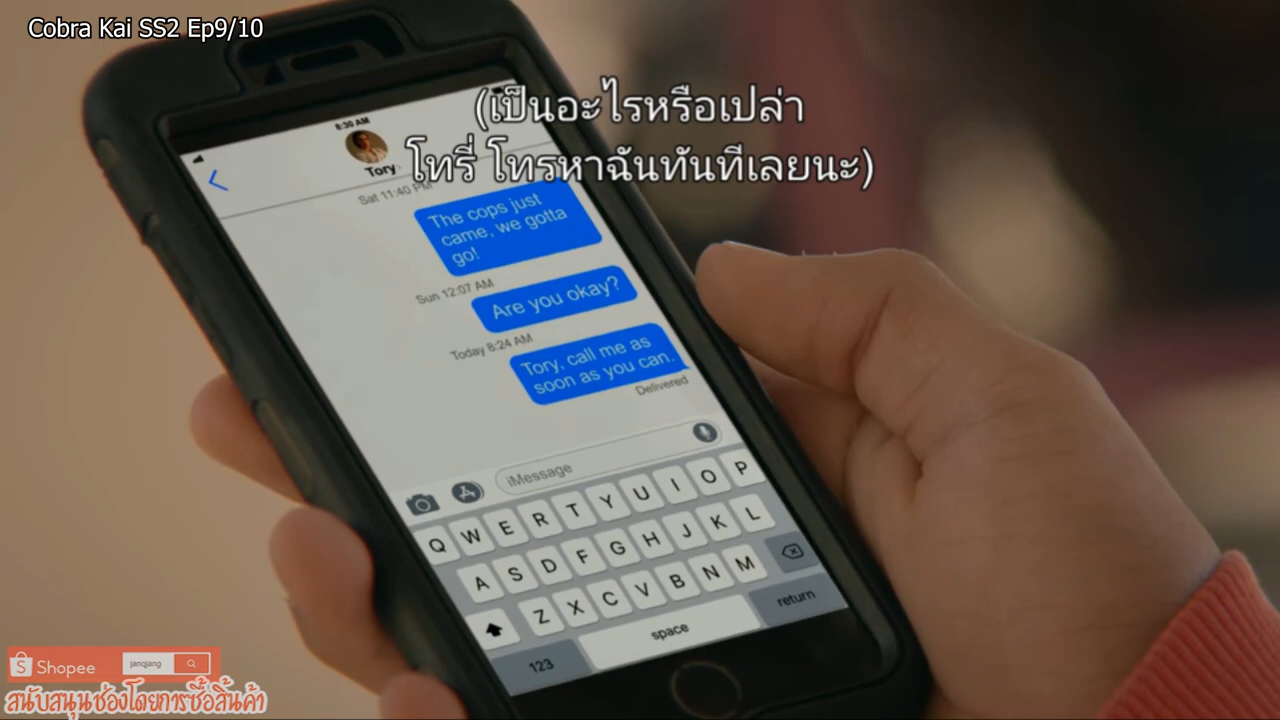 Cobra Kai SS2 Ep9/10
(เป็นอะไรหรือเปล่า
โทรี่ โทรหาฉันทันทีเลยนะ)
8:30 AM
Tory
Sat 11:40 PM
The cops just
came, we gotta
go!
Sun 12:07 AM
Are you okay?
Today 8:24 AM
Tory, call me as
soon as you can.
Delivered
iMessage
Q W E R T Y U I O P
A S D F G H J K L
Z X C V B N M
123 space return
Shopee janqjang
สนับสนุนช่องโดยการซื้อสิ้นค้า